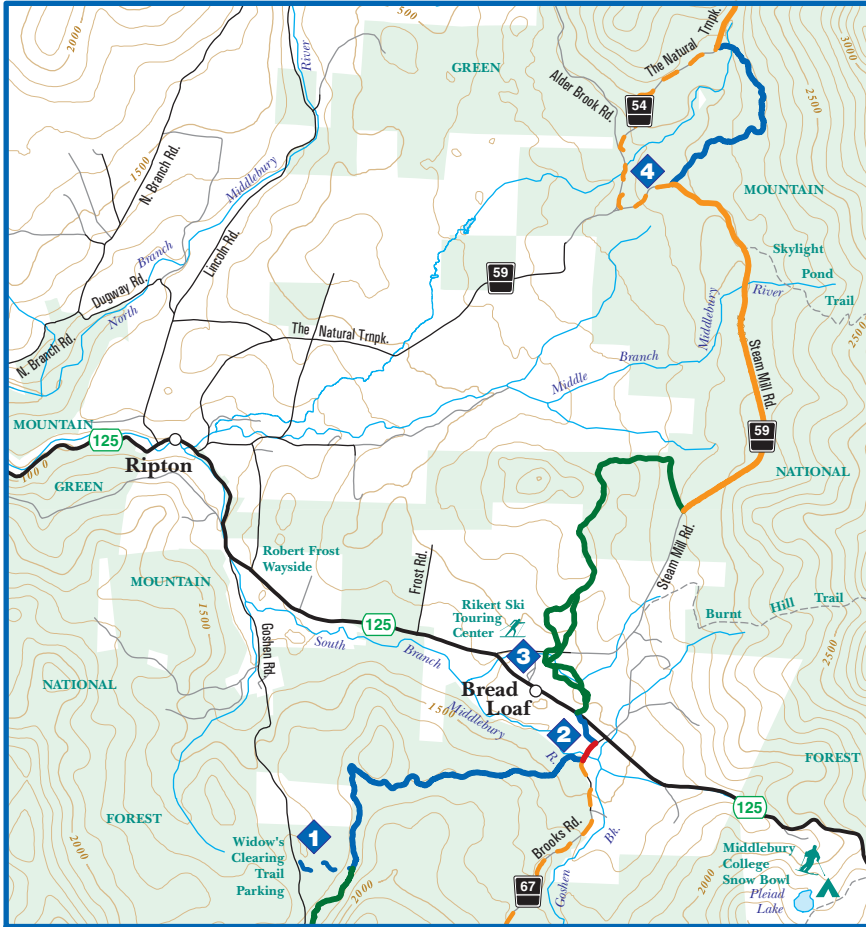 2000
500
3000
River
GREEN
The Natural Trnpk.
Alder Brook Rd.
54
2500
1500
N. Branch Rd.
Middlebury
4
MOUNTAIN
Branch
Lincoln Rd.
Skylight
Pond
Trail
Dugway Rd.
59
River
North
Middlebury
2500
The Natural Trnpk.
N. Branch Rd.
Branch
Middle
Steam Mill Rd.
MOUNTAIN
125
59
Ripton
NATIONAL
1000
GREEN
Steam Mill Rd.
Robert Frost
Wayside
Frost Rd.
MOUNTAIN
1500
Rikert Ski
Touring
Center
Burnt Hill Trail
125
Goshen Rd.
South Branch
3
2500
NATIONAL
Bread
Loaf
1500
Middlebury
R.
2
FOREST
FOREST
125
1
Widow's
Clearing
Trail
Parking
Brooks Rd.
Bk.
Goshen
2000
2000
67
2000
Middlebury
College
Snow Bowl
Pleiad
Lake